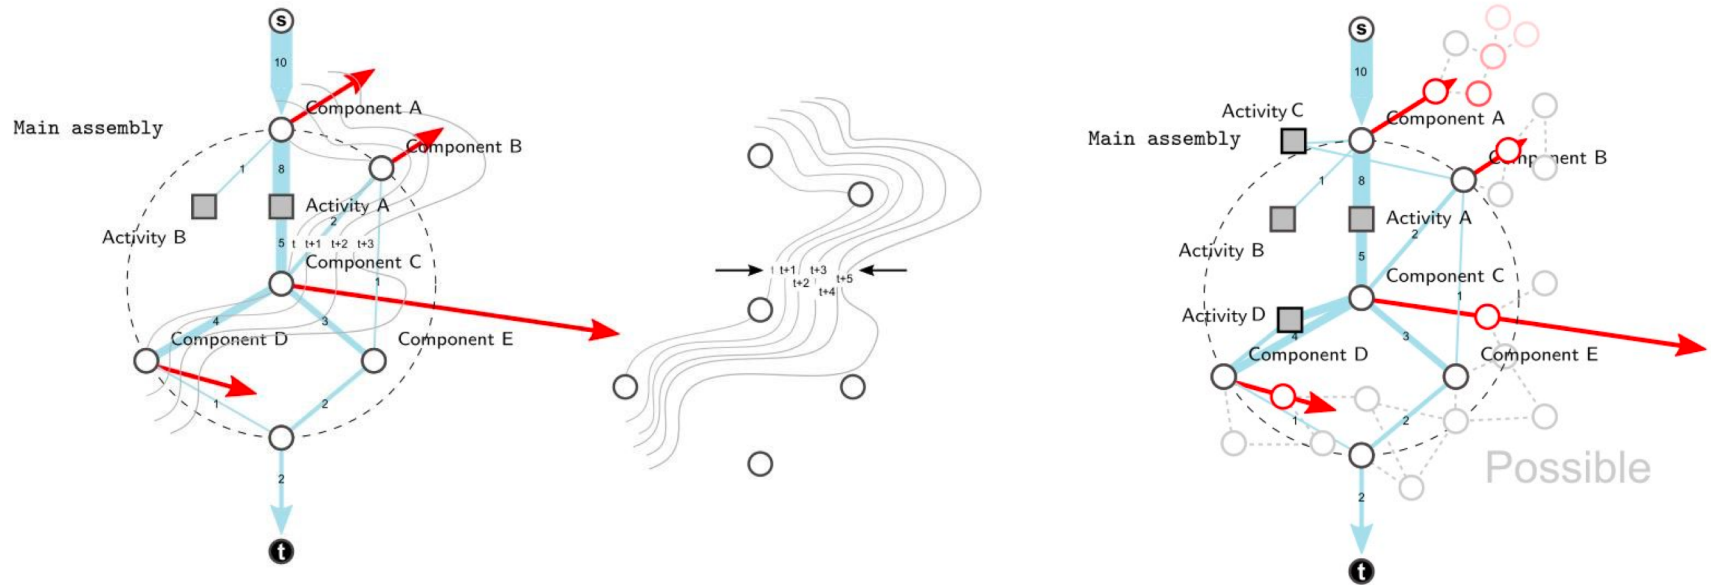 s
10
Component A
Main assembly
Component B
1
8
Activity A
2
Activity B
5
t
t+1
t+2
t+3
Component C
1
4
3
Component D
Component E
1
2
2
t
t+1
t+3
t+2
t+5
t+4
s
10
Activity C
Component A
Main assembly
Component B
1
8
Activity A
2
Activity B
5
Component C
1
Activity D
4
3
Component D
Component E
1
2
Possible
2
t